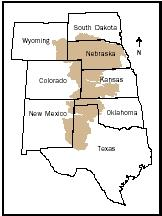 South Dakota
Wyoming
N
Nebraska
Colorado
Kansas
New Mexico
Oklahoma
Texas